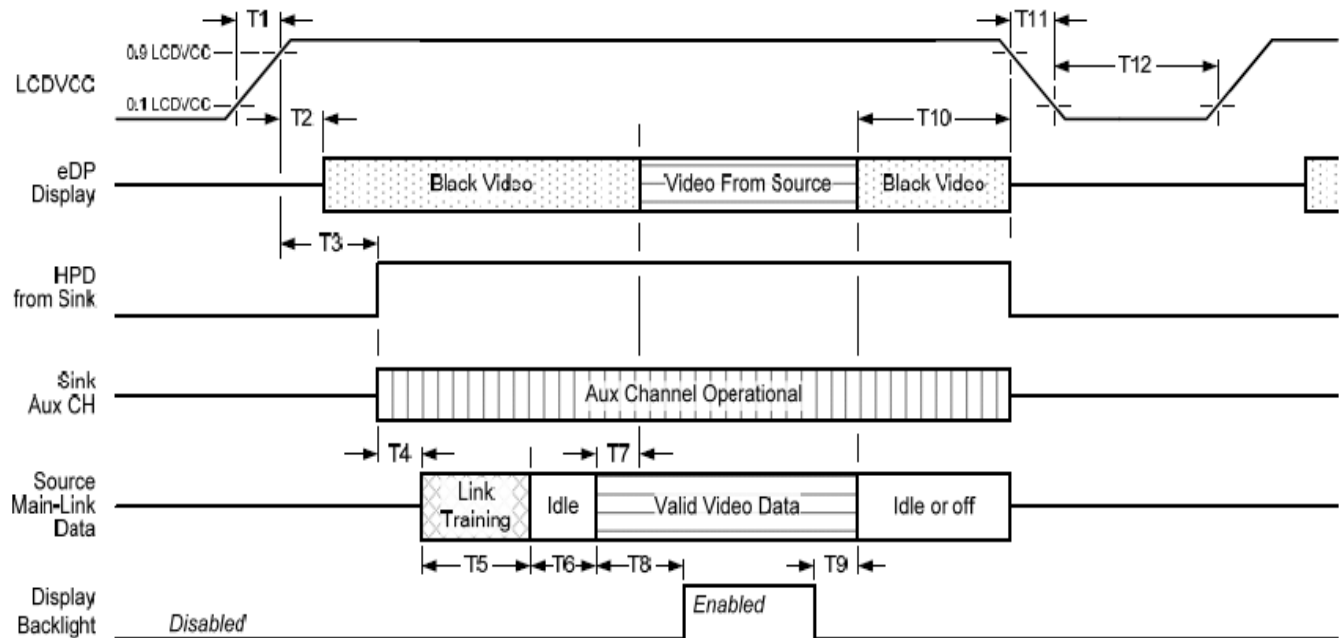 T1
T11
0.9 LCDVCC
LCDVCC
T12
0.1 LCDVCC
T2
T10
eDP
Display
Black Video
Video From Source
Black Video
T3
HPD
from Sink
Sink
Aux CH
Aux Channel Operational
T4
T7
Source
Main-Link
Data
Link
Training
Idle
Valid Video Data
Idle or off
T5
T6
T8
T9
Display
Backlight
Disabled
Enabled